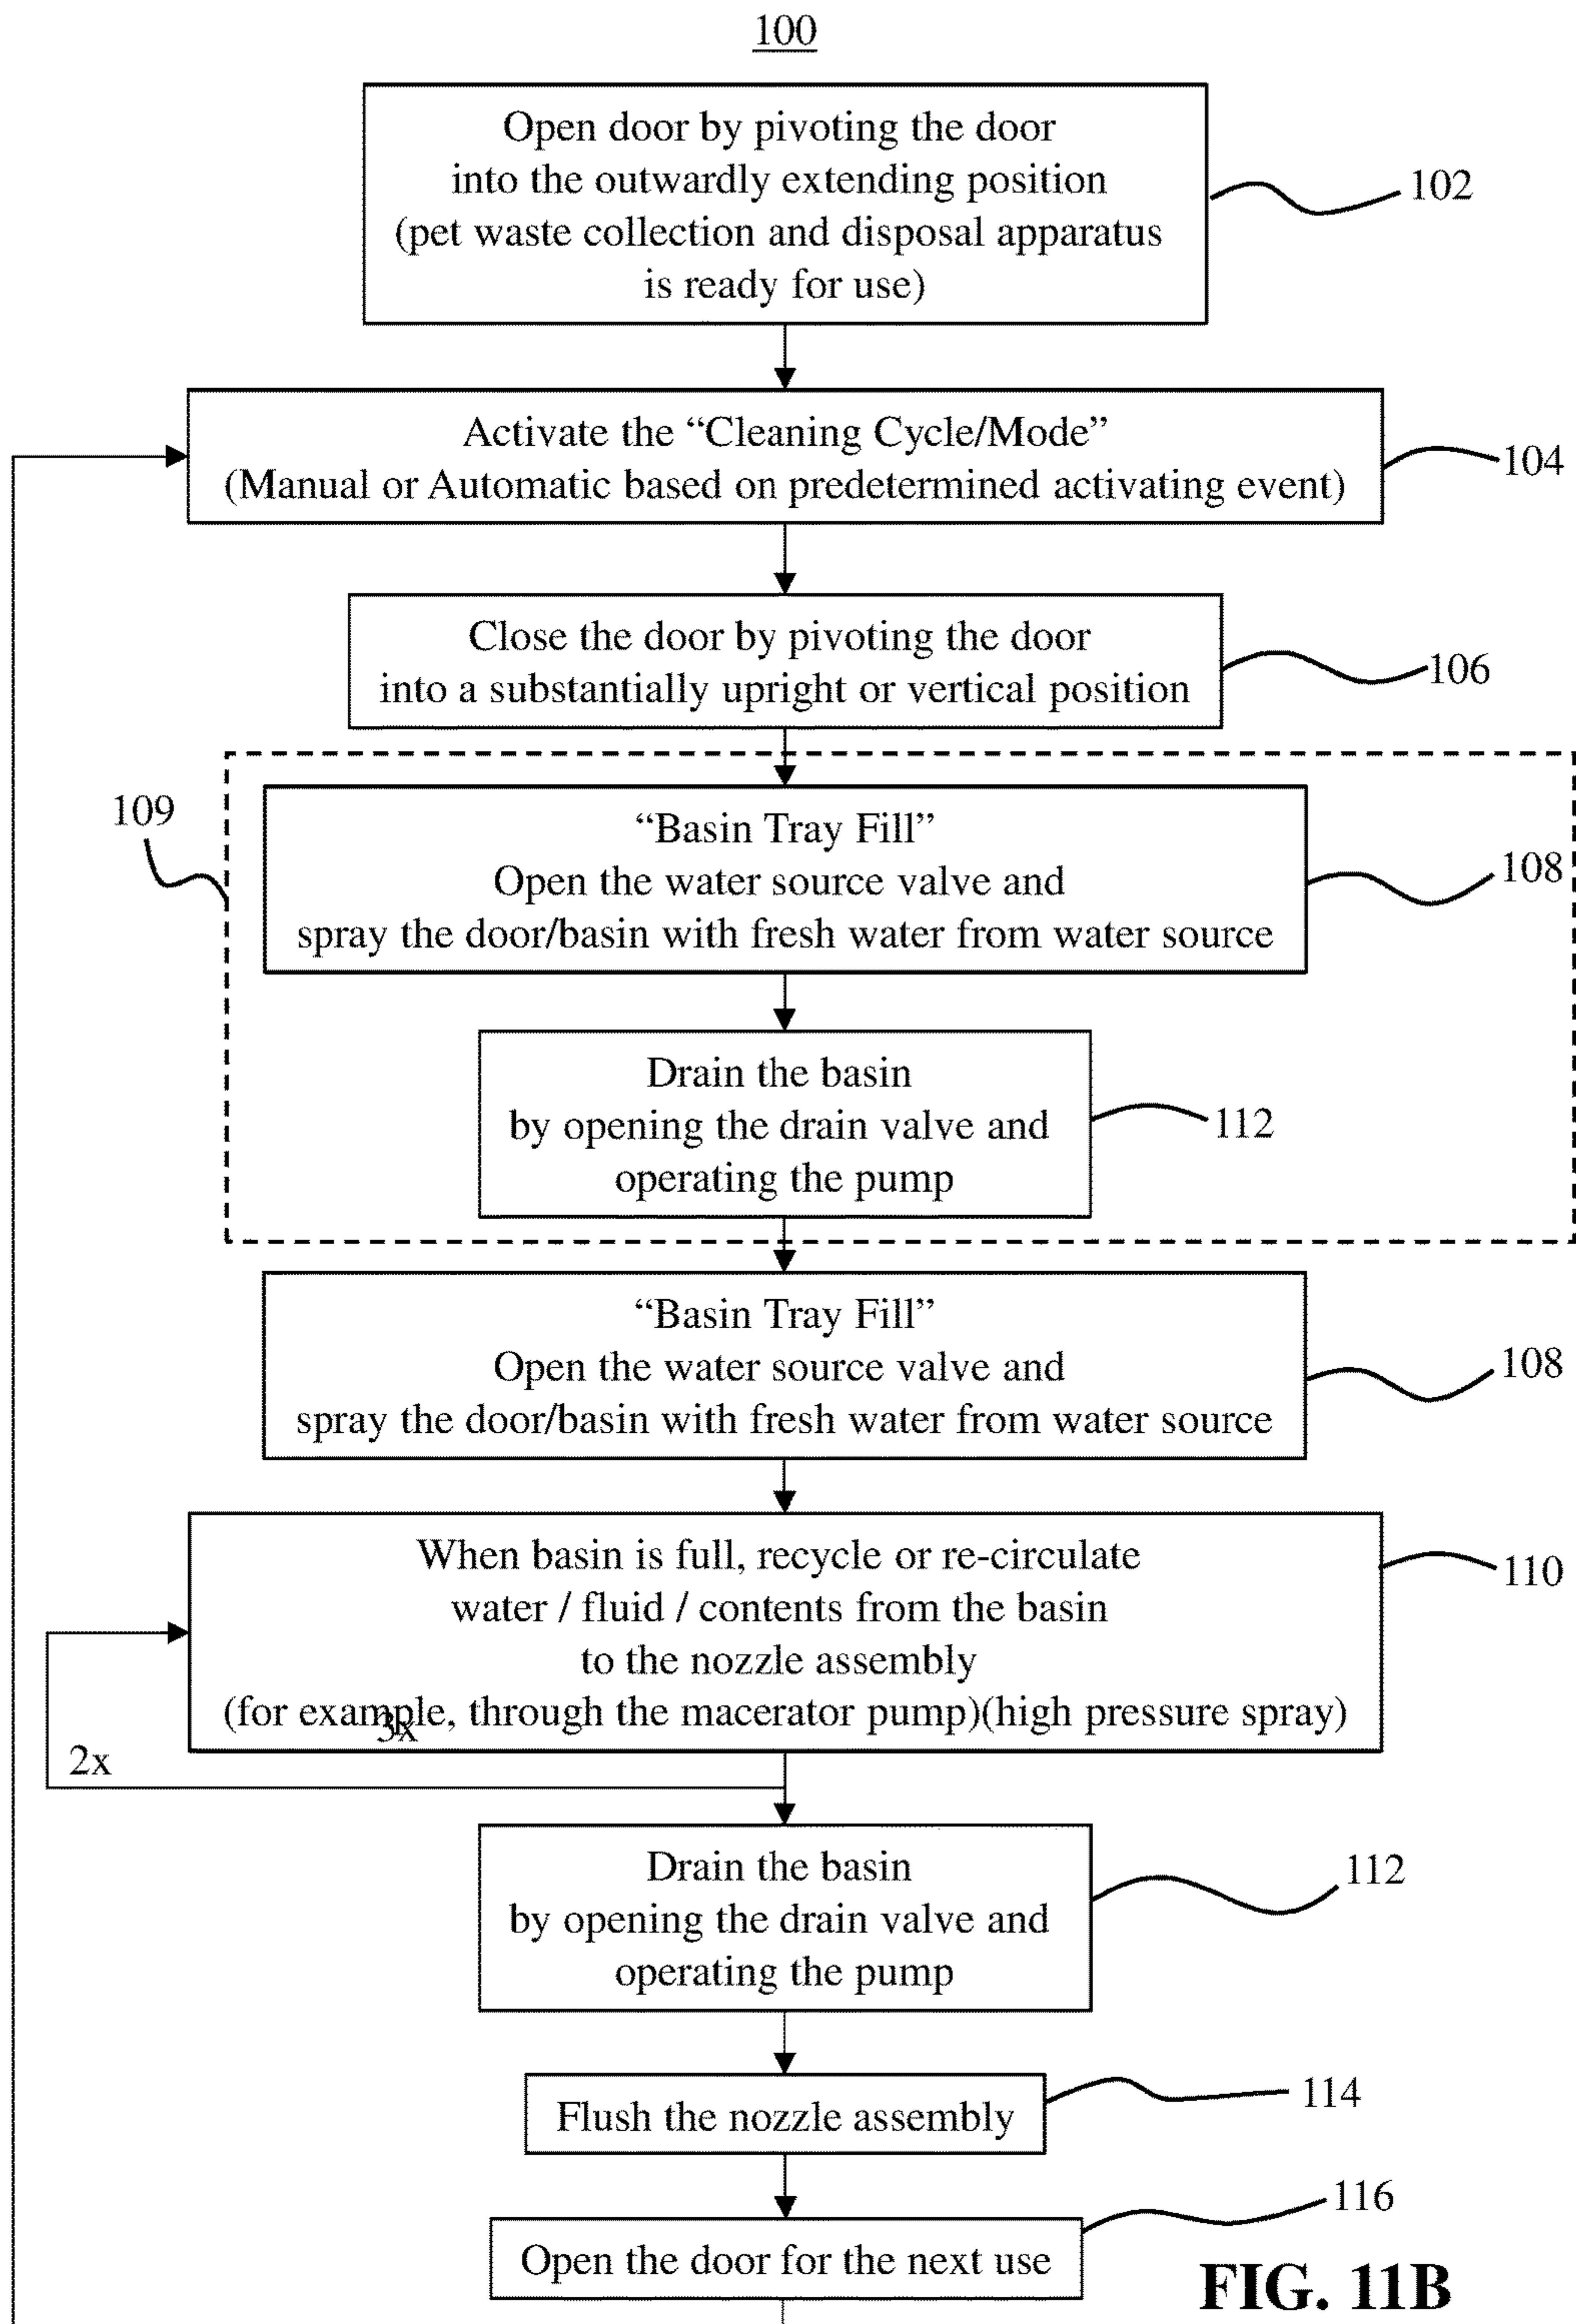 100
Open door by pivoting the door
into the outwardly extending position
(pet waste collection and disposal apparatus
is ready for use)
102
Activate the “Cleaning Cycle/Mode”
(Manual or Automatic based on predetermined activating event)
104
Close the door by pivoting the door
into a substantially upright or vertical position
106
109
“Basin Tray Fill”
Open the water source valve and
spray the door/basin with fresh water from water source
108
Drain the basin
by opening the drain valve and
operating the pump
112
“Basin Tray Fill”
Open the water source valve and
spray the door/basin with fresh water from water source
108
When basin is full, recycle or re-circulate
water / fluid / contents from the basin
to the nozzle assembly
(for example, through the macerator pump)(high pressure spray)
110
3x
2x
Drain the basin
by opening the drain valve and
operating the pump
112
Flush the nozzle assembly
114
Open the door for the next use
116
FIG. 11B